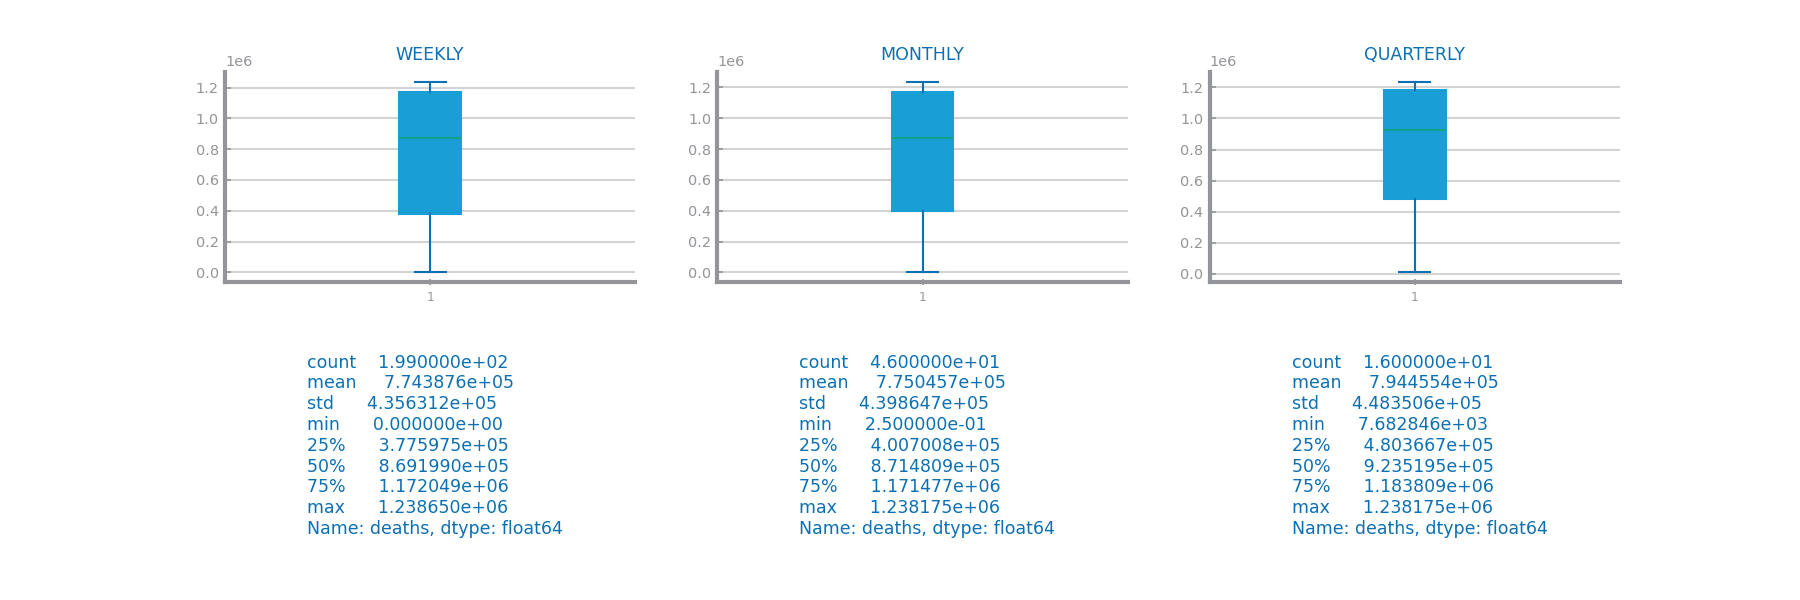 WEEKLY
1e6
1.2
1.0
0.8
0.6
0.4
0.2
0.0
1
count 1.990000e+02
mean 7.743876e+05
std 4.356312e+05
min 0.000000e+00
25% 3.775975e+05
50% 8.691990e+05
75% 1.172049e+06
max 1.238650e+06
Name: deaths, dtype: float64
MONTHLY
1e6
1.2
1.0
0.8
0.6
0.4
0.2
0.0
1
count 4.600000e+01
mean 7.750457e+05
std 4.398647e+05
min 2.500000e-01
25% 4.007008e+05
50% 8.714809e+05
75% 1.171477e+06
max 1.238175e+06
Name: deaths, dtype: float64
QUARTERLY
1e6
1.2
1.0
0.8
0.6
0.4
0.2
0.0
1
count 1.600000e+01
mean 7.944554e+05
std 4.483506e+05
min 7.682846e+03
25% 4.803667e+05
50% 9.235195e+05
75% 1.183809e+06
max 1.238175e+06
Name: deaths, dtype: float64